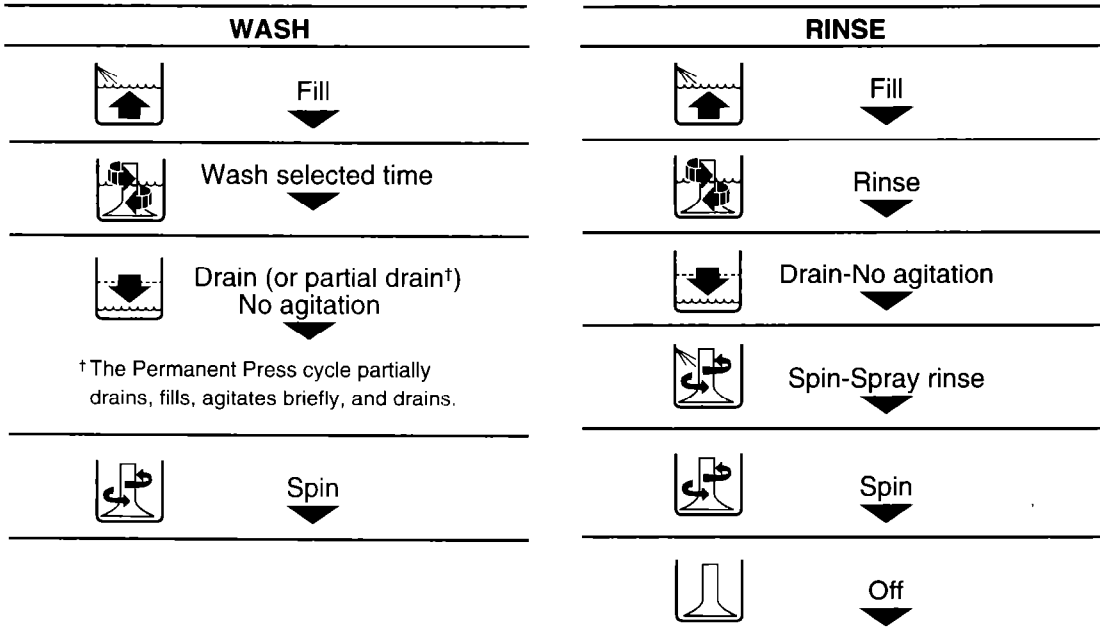 WASH
Fill
Wash selected time
Drain (or partial drain†)
No agitation
† The Permanent Press cycle partially
drains, fills, agitates briefly, and drains.
Spin
RINSE
Fill
Rinse
Drain-No agitation
Spin-Spray rinse
Spin
Off